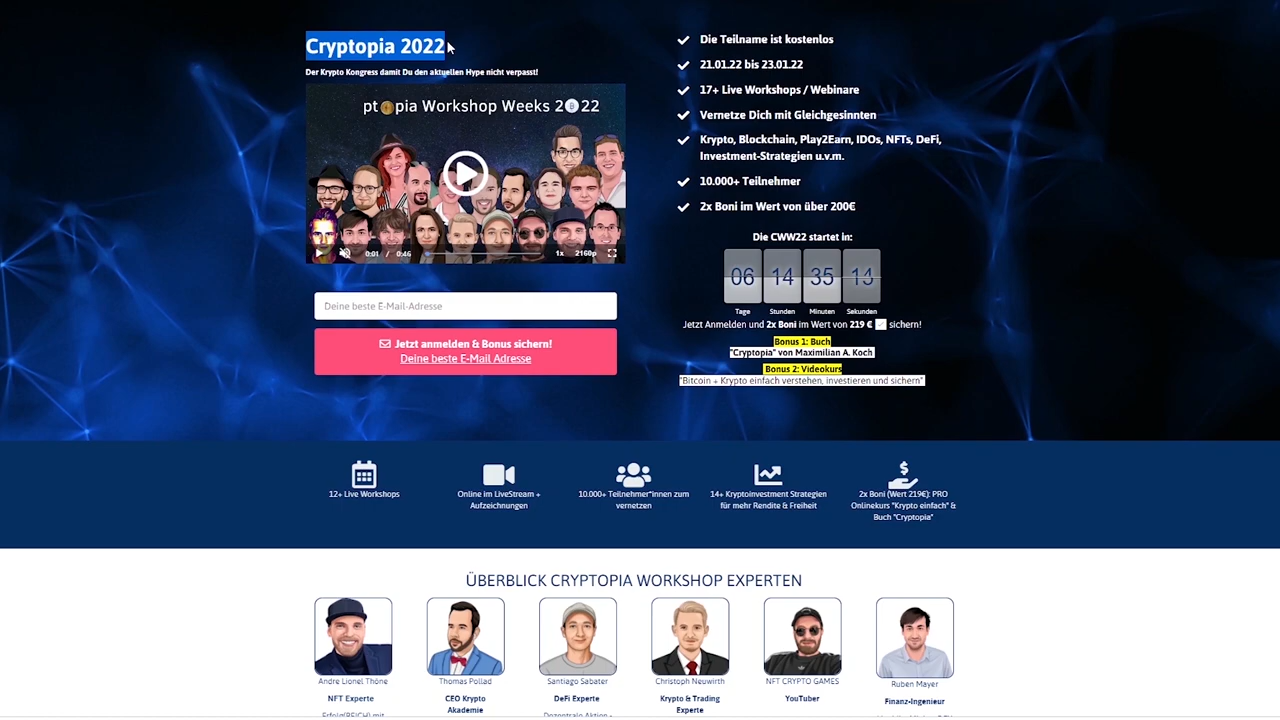 Cryptopia 2022
Der Krypto Kongress damit Du den aktuellen Hype nicht verpasst!
pt pia Workshop Weeks 2022
0:01 / 0:46
1x
2160p
Deine beste E-Mail-Adresse
Jetzt anmelden & Bonus sichern!
Deine beste E-Mail Adresse
Die Teilname ist kostenlos
21.01.22 bis 23.01.22
17+ Live Workshops / Webinare
Vernetze Dich mit Gleichgesinnten
Krypto, Blockchain, Play2Earn, IDOs, NFTs, DeFi,
Investment-Strategien u.v.m.
10.000+ Teilnehmer
2x Boni im Wert von über 200€
Die CWW22 startet in:
06 14 35 13
Tage Stunden Minuten Sekunden
Jetzt Anmelden und 2x Boni im Wert von 219 € ✅ sichern!
Bonus 1: Buch
"Cryptopia" von Maximilian A. Koch
Bonus 2: Videokurs
"Bitcoin + Krypto einfach verstehen, investieren und sichern"
12+ Live Workshops
Online im LiveStream +
Aufzeichnungen
10.000+ Teilnehmer*innen zum
vernetzen
14+ Kryptoinvestment Strategien
für mehr Rendite & Freiheit
2x Boni (Wert 219€): PRO
Onlinekurs "Krypto einfach" &
Buch "Cryptopia"
ÜBERBLICK CRYPTOPIA WORKSHOP EXPERTEN
Andre Lionel Thöne
NFT Experte
Erfolg(REICH) mit
Thomas Pollad
CEO Krypto
Akademie
Santiago Sabater
DeFi Experte
Dezentrale Aktien -
Christoph Neuwirth
Krypto & Trading
Experte
NFT CRYPTO GAMES
YouTuber
Ruben Mayer
Finanz-Ingenieur